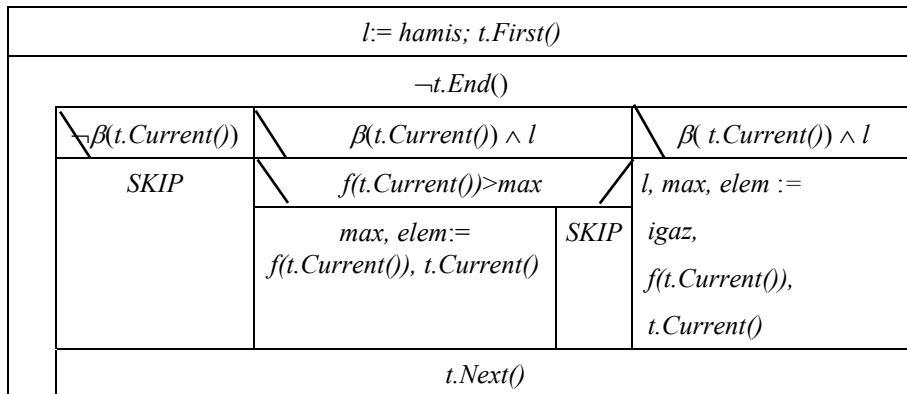 l:= hamis; t.First()
¬t.End()
¬β(t.Current()) β(t.Current()) ∧ l β( t.Current()) ∧ l
SKIP f(t.Current())>max l, max, elem :=
max, elem:= SKIP igaz,
f(t.Current()), t.Current() f(t.Current()),
t.Current()
t.Next()